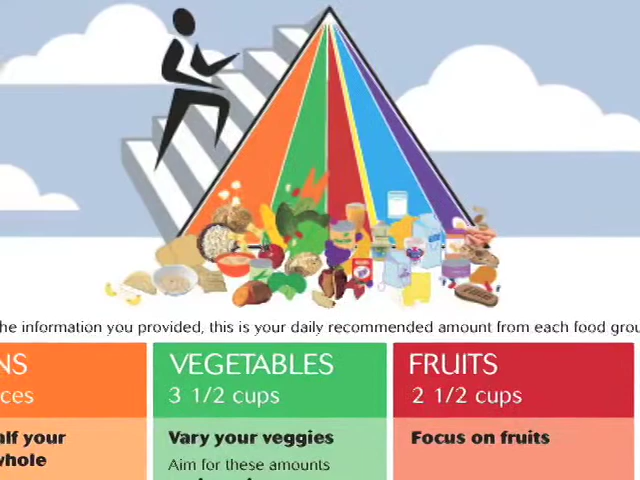 he information you provided, this is your daily recommended amount from each food grou
NS
ces
alf your
whole
VEGETABLES
3 1/2 cups
Vary your veggies
Aim for these amounts
FRUITS
2 1/2 cups
Focus on fruits